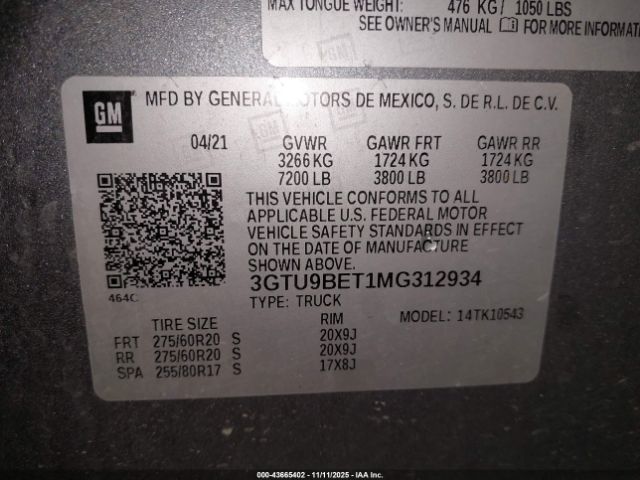 MAX TONGUE WEIGHT: 476 KG/ 1050 LBS
SEE OWNER'S MANUAL FOR MORE INFORMAT
GM
MFD BY GENERAL MOTORS DE MEXICO, S. DE R.L. DE C.V.
04/21 GVWR GAWR FRT GAWR RR
3266 KG 1724 KG 1724 KG
7200 LB 3800 LB 3800 LB
THIS VEHICLE CONFORMS TO ALL
APPLICABLE U.S. FEDERAL MOTOR
VEHICLE SAFETY STANDARDS IN EFFECT
ON THE DATE OF MANUFACTURE
SHOWN ABOVE.
464C
3GTU9BET1MG312934
TYPE: TRUCK
MODEL: 14TK10543
TIRE SIZE RIM
FRT 275/60R20 S 20X9J
RR 275/60R20 S 20X9J
SPA 255/80R17 S 17X8J
000-43665402 - 11/11/2025 - IAA Inc.